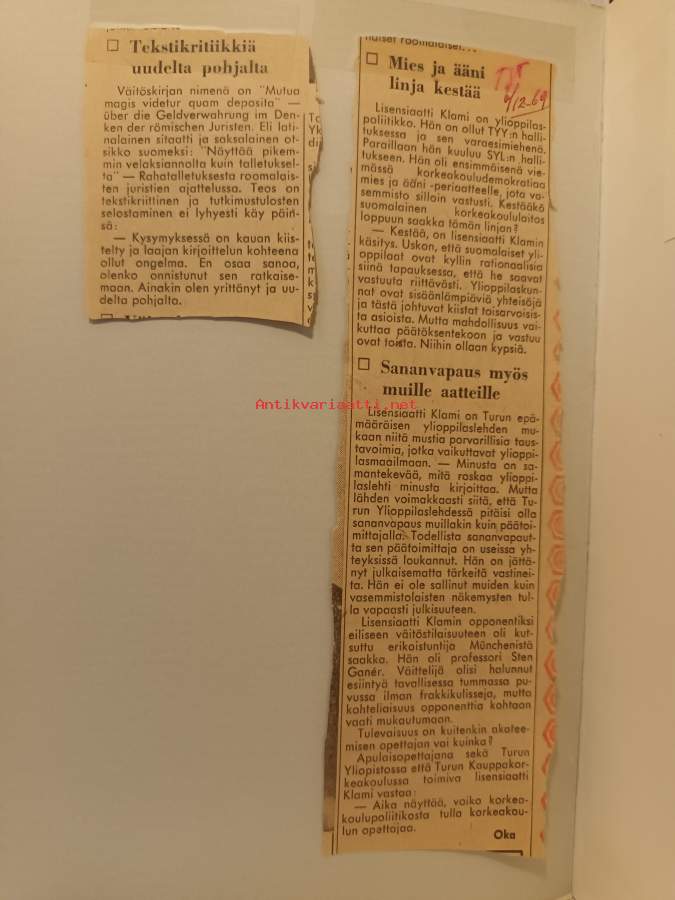 □ Tekstikritiikkiä
uudelta pohjalta
Väitöskirjan nimenä on "Mutua
magis videtur quam deposita" —
über die Geldverwahrung im Den-
ken der römischen Juristen. Eli lati-
nalainen sitaatti ja saksalainen ot-
sikko suomeksi: "Näyttää pikem-
min velaksiannolta kuin talletuksel-
ta" — Rahatalletuksesta roomalais-
ten juristien ajattelussa. Teos on
tekstikriittinen ja tutkimustulosten
selostaminen ei lyhyesti käy päin-
sä:
— Kysymyksessä on kauan kiis-
telty ja laajan kirjoittelun kohteena
ollut ongelma. En osaa sanoa,
olenko onnistunut sen ratkaise-
maan. Ainakin olen yrittänyt ja uu-
delta pohjalta.
naiset roomalaiset.
□ Mies ja ääni
linja kestää
/12-69
Lisensiaatti Klami on ylioppilas-
poliitikko. Hän on ollut TYY:n halli-
tuksessa ja sen varaesimiehenä.
Paraillaan hän kuuluu SYL:n halli-
tukseen. Hän oli ensimmäisenä vie-
mässä korkeakouludemokratiaa
mies ja ääni -periaatteelle, jota va-
semmisto silloin vastusti. Kestääkö
suomalainen korkeakoululaitos
loppuun saakka tämän linjan?
— Kestää, on lisensiaatti Klamin
käsitys. Uskon, että suomalaiset yli-
oppilaat ovat kyllin rationaalisia
siinä tapauksessa, että he saavat
vastuuta riittävästi. Ylioppilaskun-
nat ovat sisäänlämpiäviä yhteisöjä
ja tästä johtuvat kiistat toisarvoisis-
ta asioista. Mutta mahdollisuus vai-
kuttaa päätöksentekoon ja vastuu
ovat toista. Niihin ollaan kypsiä.
□ Sananvapaus myös
muille aatteille
Antikvariaatti.net
Lisensiaatti Klami on Turun epä-
määräisen ylioppilaslehden mu-
kaan niitä mustia porvarillisia taus-
tavoimia, jotka vaikuttavat ylioppi-
lasmaailmaan. — Minusta on sa-
mantekevää, mitä roskaa ylioppi-
laslehti minusta kirjoittaa. Mutta
lähden voimakkaasti siitä, että Tu-
run Ylioppilaslehdessä pitäisi olla
sananvapaus muillakin kuin päätoi-
mittajalla. Todellista sananvapaut-
ta sen päätoimittaja on useissa yh-
teyksissä loukannut. Hän on jättä-
nyt julkaisematta tärkeitä vastinei-
ta. Hän ei ole sallinut muiden kuin
vasemmistolaisten näkemysten tul-
la vapaasti julkisuuteen.
Lisensiaatti Klamin opponentiksi
eiliseen väitöstilaisuuteen oli kut-
suttu erikoistuntija Münchenistä
saakka. Hän oli professori Sten
Ganér. Väittelijä olisi halunnut
esiintyä tavallisessa tummassa pu-
vussa ilman frakkikulisseja, mutta
kohteliaisuus opponenttia kohtaan
vaati mukautumaan.
Tulevaisuus on kuitenkin akatee-
misen opettajan vai kuinka?
Apulaisopettajana sekä Turun
Yliopistossa että Turun Kauppakor-
keakoulussa toimiva lisensiaatti
Klami vastaa:
— Aika näyttää, voiko korkea-
koulupoliitikosta tulla korkeakou-
lun opettajaa.
Oka